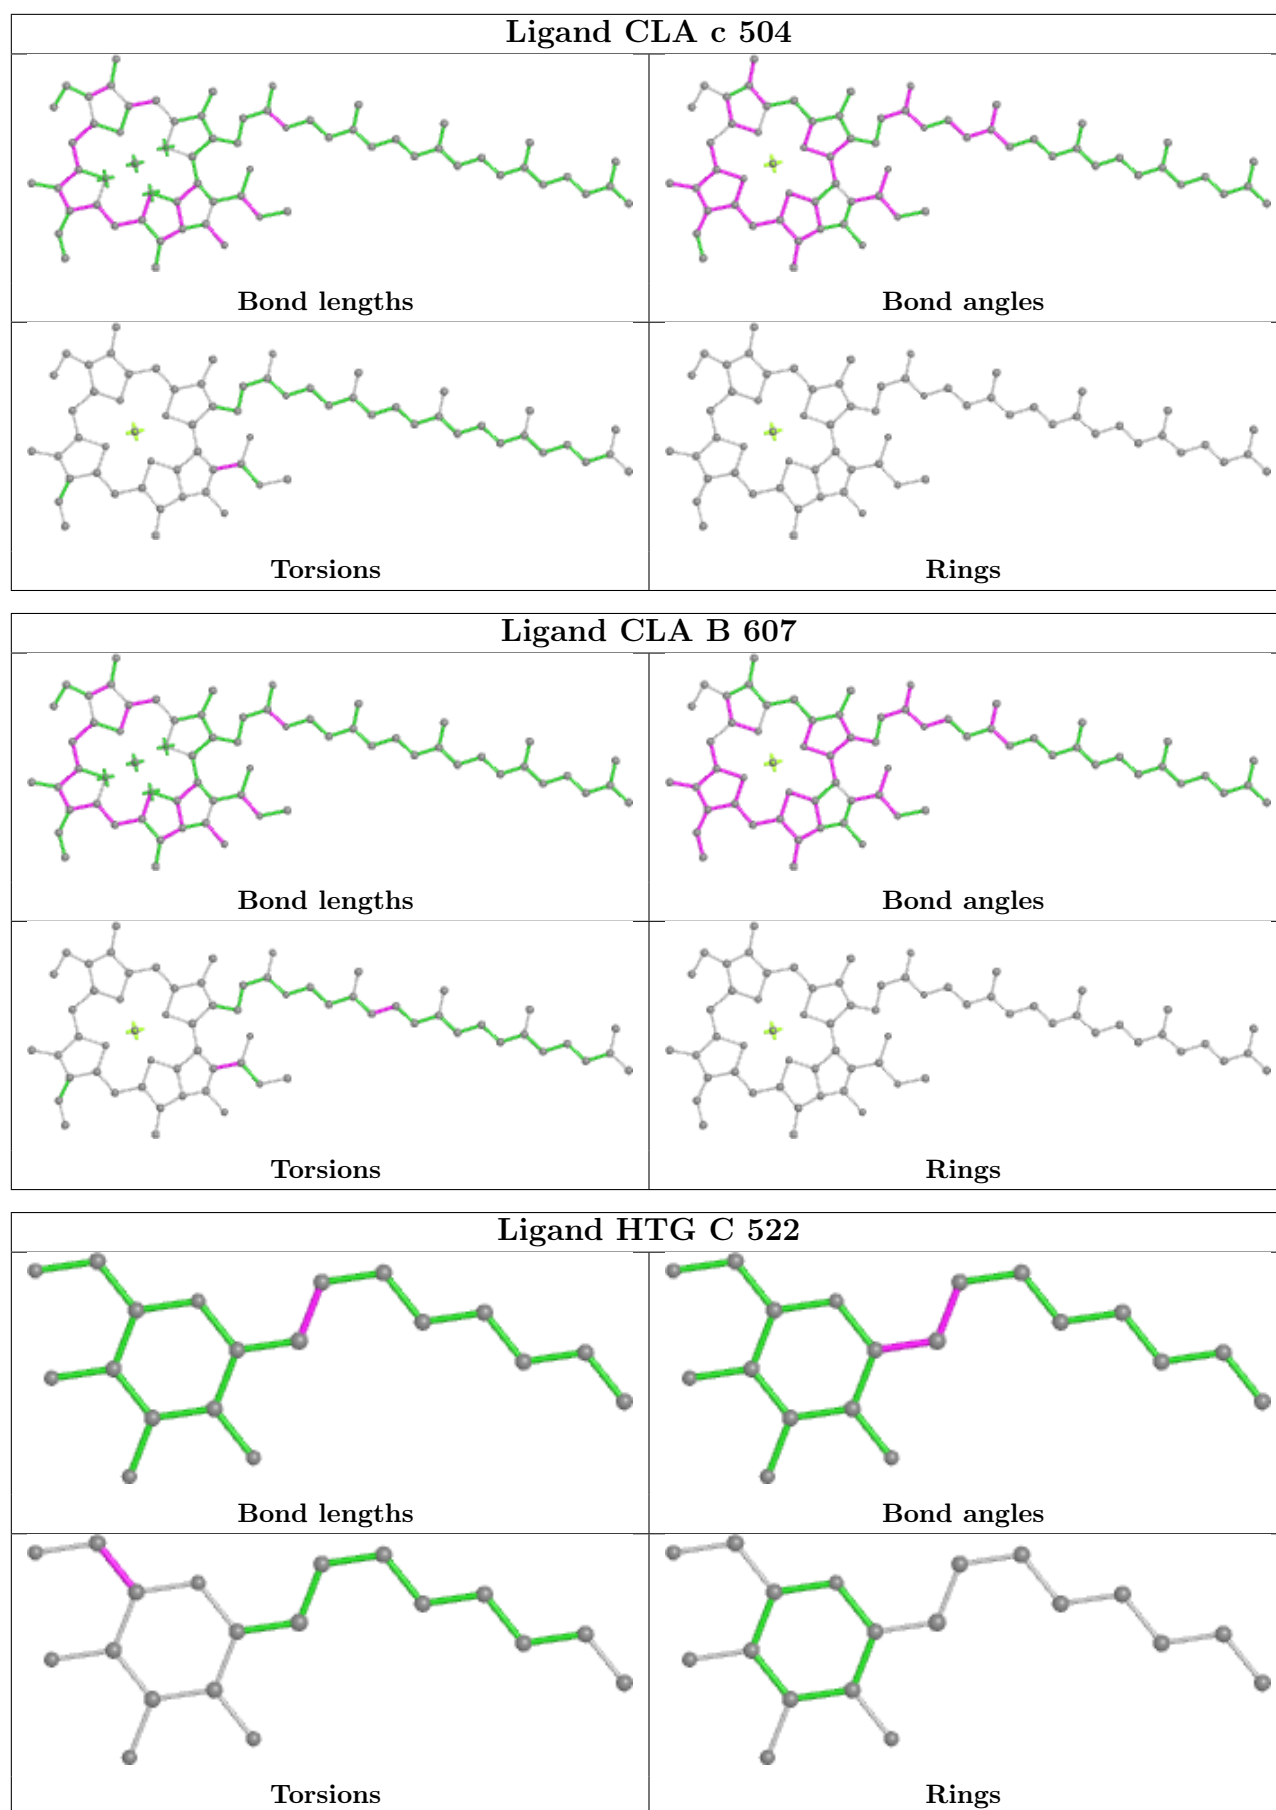 Ligand CLA c 504
Bond lengths
Bond angles
Torsions
Rings
Ligand CLA B 607
Bond lengths
Bond angles
Torsions
Rings
Ligand HTG C 522
Bond lengths
Bond angles
Torsions
Rings